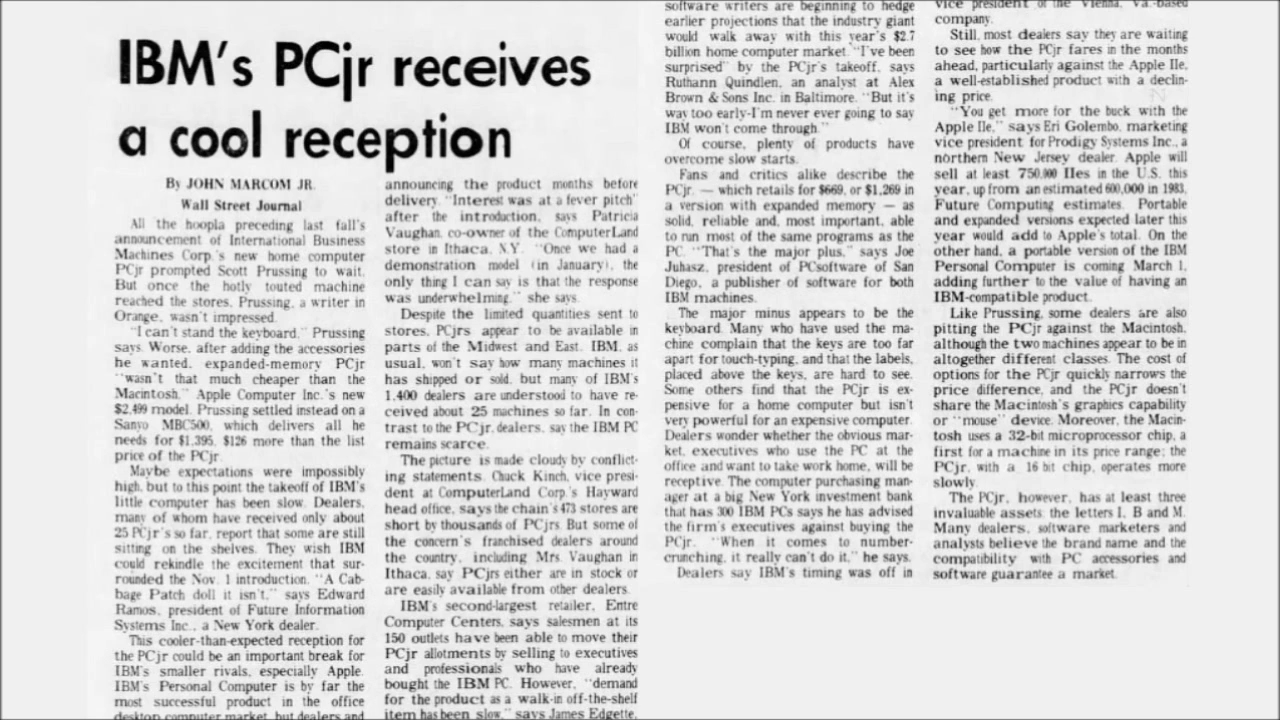 IBM's PCjr receives
a cool reception
By JOHN MARCOM JR.
Wall Street Journal
All the hoopla preceding last fall's
announcement of International Business
Machines Corp.'s new home computer
PCjr prompted Scott Prussing to wait.
But once the hotly touted machine
reached the stores, Prussing, a writer in
Orange, wasn't impressed.
"I can't stand the keyboard," Prussing
says. Worse, after adding the accessories
he wanted, expanded-memory PCjr
"wasn't that much cheaper than the
Macintosh," Apple Computer Inc.'s new
$2,499 model. Prussing settled instead on a
Sanyo MBC500, which delivers all he
needs for $1,395, $126 more than the list
price of the PCjr.
Maybe expectations were impossibly
high, but to this point the takeoff of IBM's
little computer has been slow. Dealers,
many of whom have received only about
25 PCjr's so far, report that some are still
sitting on the shelves. They wish IBM
could rekindle the excitement that sur-
rounded the Nov. 1 introduction. "A Cab-
bage Patch doll it isn't," says Edward
Ramos, president of Future Information
Systems Inc., a New York dealer.
This cooler-than-expected reception for
the PCjr could be an important break for
IBM's smaller rivals, especially Apple.
IBM's Personal Computer is by far the
most successful product in the office
desktop computer market, but dealers and
announcing the product months before
delivery. "Interest was at a fever pitch"
after the introduction, says Patricia
Vaughan, co-owner of the ComputerLand
store in Ithaca, N.Y. "Once we had a
demonstration model (in January), the
only thing I can say is that the response
was underwhelming," she says.
Despite the limited quantities sent to
stores, PCjrs appear to be available in
parts of the Midwest and East. IBM, as
usual, won't say how many machines it
has shipped or sold, but many of IBM's
1,400 dealers are understood to have re-
ceived about 25 machines so far. In con-
trast to the PCjr, dealers, say the IBM PC
remains scarce.
The picture is made cloudy by conflict-
ing statements. Chuck Kinch, vice presi-
dent at ComputerLand Corp.'s Hayward
head office, says the chain's 473 stores are
short by thousands of PCjrs. But some of
the concern's franchised dealers around
the country, including Mrs. Vaughan in
Ithaca, say PCjrs either are in stock or
are easily available from other dealers.
IBM's second-largest retailer, Entre
Computer Centers, says salesmen at its
150 outlets have been able to move their
PCjr allotments by selling to executives
and professionals who have already
bought the IBM PC. However, "demand
for the product as a walk-in off-the-shelf
item has been slow," says James Edgette,
software writers are beginning to hedge
earlier projections that the industry giant
would walk away with this year's $2.7
billion home computer market. "I've been
surprised" by the PCjr's takeoff, says
Ruthann Quindlen, an analyst at Alex
Brown & Sons Inc. in Baltimore. "But it's
way too early-I'm never ever going to say
IBM won't come through."
Of course, plenty of products have
overcome slow starts.
Fans and critics alike describe the
PCjr. — which retails for $669, or $1,269 in
a version with expanded memory — as
solid, reliable and, most important, able
to run most of the same programs as the
PC. "That's the major plus," says Joe
Juhasz, president of PCsoftware of San
Diego, a publisher of software for both
IBM machines.
The major minus appears to be the
keyboard. Many who have used the ma-
chine complain that the keys are too far
apart for touch-typing, and that the labels,
placed above the keys, are hard to see.
Some others find that the PCjr is ex-
pensive for a home computer but isn't
very powerful for an expensive computer.
Dealers wonder whether the obvious mar-
ket, executives who use the PC at the
office and want to take work home, will be
receptive. The computer purchasing man-
ager at a big New York investment bank
that has 300 IBM PCs says he has advised
the firm's executives against buying the
PCjr. "When it comes to number-
crunching, it really can't do it," he says.
Dealers say IBM's timing was off in
vice president of the Vienna, Va.-based
company.
Still, most dealers say they are waiting
to see how the PCjr fares in the months
ahead, particularly against the Apple IIe,
a well-established product with a declin-
ing price.
"You get more for the buck with the
Apple IIe," says Eri Golembo, marketing
vice president for Prodigy Systems Inc., a
northern New Jersey dealer. Apple will
sell at least 750,000 IIes in the U.S. this
year, up from an estimated 600,000 in 1983,
Future Computing estimates. Portable
and expanded versions expected later this
year would add to Apple's total. On the
other hand, a portable version of the IBM
Personal Computer is coming March 1,
adding further to the value of having an
IBM-compatible product.
Like Prussing, some dealers are also
pitting the PCjr against the Macintosh,
although the two machines appear to be in
altogether different classes. The cost of
options for the PCjr quickly narrows the
price difference, and the PCjr doesn't
share the Macintosh's graphics capability
or "mouse" device. Moreover, the Macin-
tosh uses a 32-bit microprocessor chip, a
first for a machine in its price range; the
PCjr, with a 16 bit chip, operates more
slowly.
The PCjr, however, has at least three
invaluable assets: the letters I, B and M.
Many dealers, software marketers and
analysts believe the brand name and the
compatibility with PC accessories and
software guarantee a market.